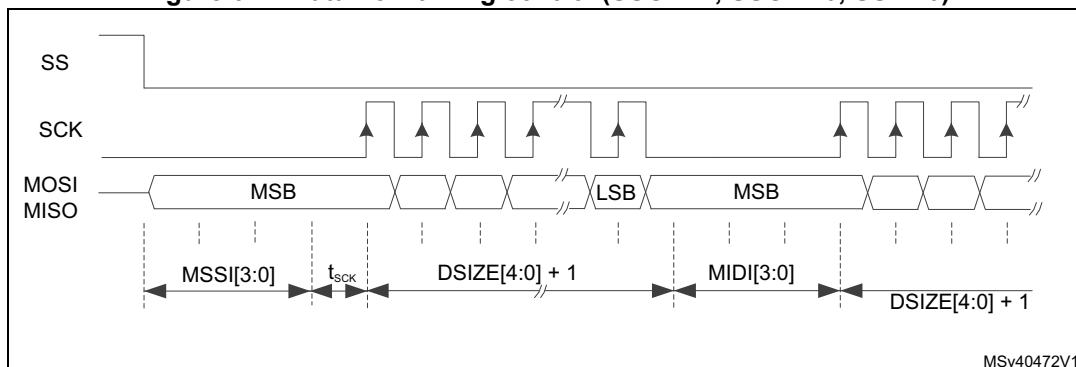 SS
SCK
MOSI
MISO
MSB
LSB
MSB
MSSI[3:0]
tSCK
DSIZE[4:0] + 1
MIDI[3:0]
DSIZE[4:0] + 1
MSv40472V1